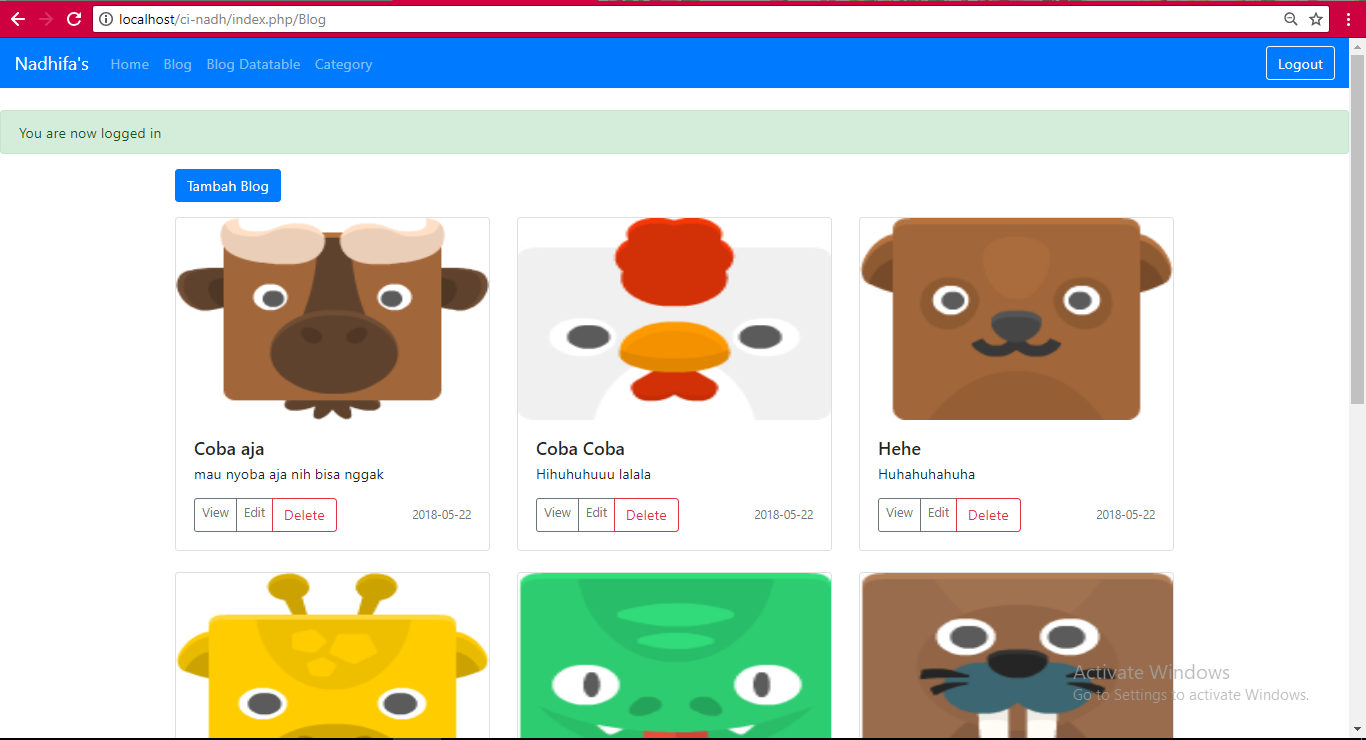 localhost/ci-nadh/index.php/Blog
Nadhifa's Home Blog Blog Datatable Category Logout
You are now logged in
Tambah Blog
Coba aja
mau nyoba aja nih bisa nggak
View Edit Delete 2018-05-22
Coba Coba
Hihuhuhuuu lalala
View Edit Delete 2018-05-22
Hehe
Huhahuhahuha
View Edit Delete 2018-05-22
Activate Windows
Go to Settings to activate Windows.